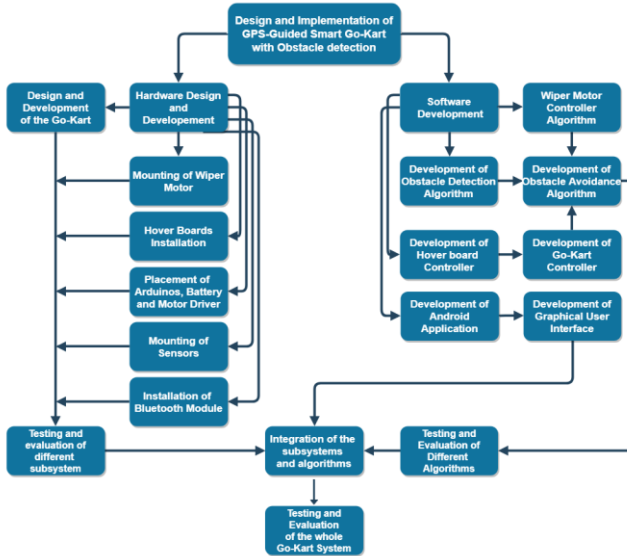 Design and Implementation of
GPS-Guided Smart Go-Kart
with Obstacle detection
Design and
Development
of the Go-Kart
Hardware Design
and
Developement
Software
Development
Wiper Motor
Controller
Algorithm
Mounting of Wiper
Motor
Development of
Obstacle Detection
Algorithm
Development of
Obstacle Avoidance
Algorithm
Hover Boards
Installation
Development of
Hover board
Controller
Development of
Go-Kart
Controller
Placement of
Arduinos, Battery
and Motor Driver
Development of
Android
Application
Development of
Graphical User
Interface
Mounting
of Sensors
Installation of
Bluetooth Module
Testing and
evaluation of
different
subsystem
Integration of the
subsystems
and algorithms
Testing and
Evaluation of
Different
Algorithms
Testing and
Evaluation
of the whole
Go-Kart System